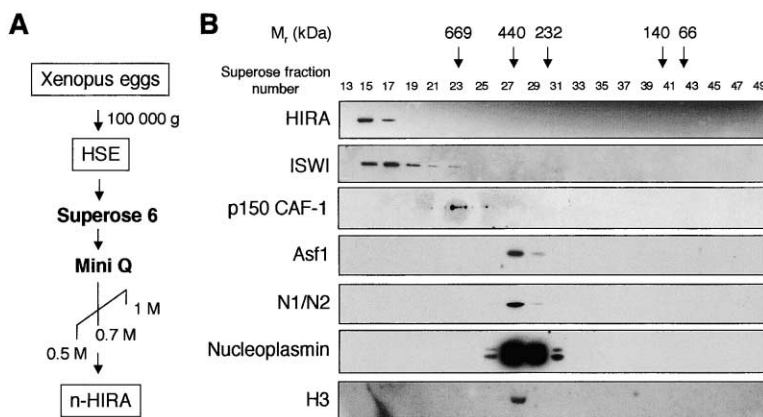 A
Xenopus eggs
100 000 g
HSE
Superose 6
Mini Q
1 M
0.7 M
0.5 M
n-HIRA
B
Mr (kDa)
669 440 232 140 66
Superose fraction
number
13 15 17 19 21 23 25 27 29 31 33 35 37 39 41 43 45 47 49
HIRA
ISWI
p150 CAF-1
Asf1
N1/N2
Nucleoplasmin
H3